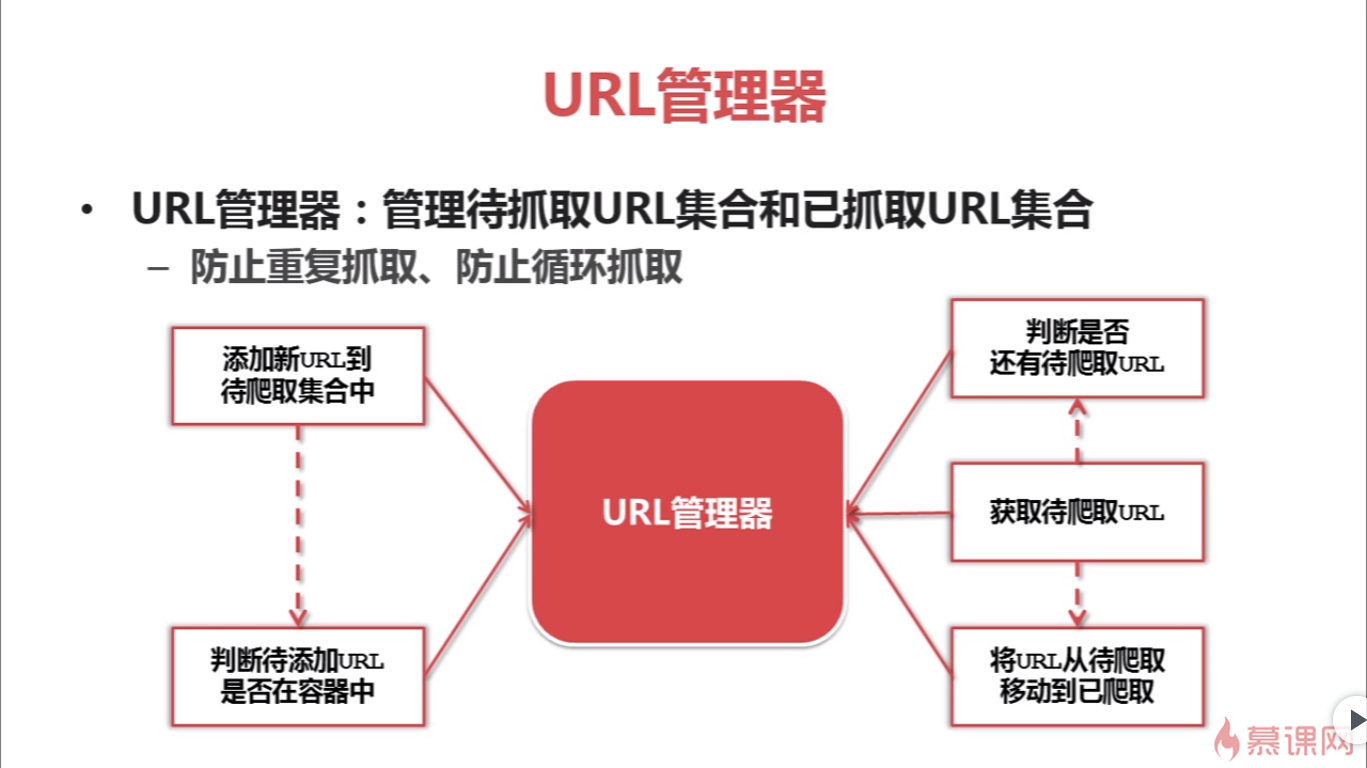 URL管理器
• URL管理器：管理待抓取URL集合和已抓取URL集合
– 防止重复抓取、防止循环抓取
添加新URL到
待爬取集合中
判断待添加URL
是否在容器中
URL管理器
判断是否
还有待爬取URL
获取待爬取URL
将URL从待爬取
移动到已爬取
慕课网